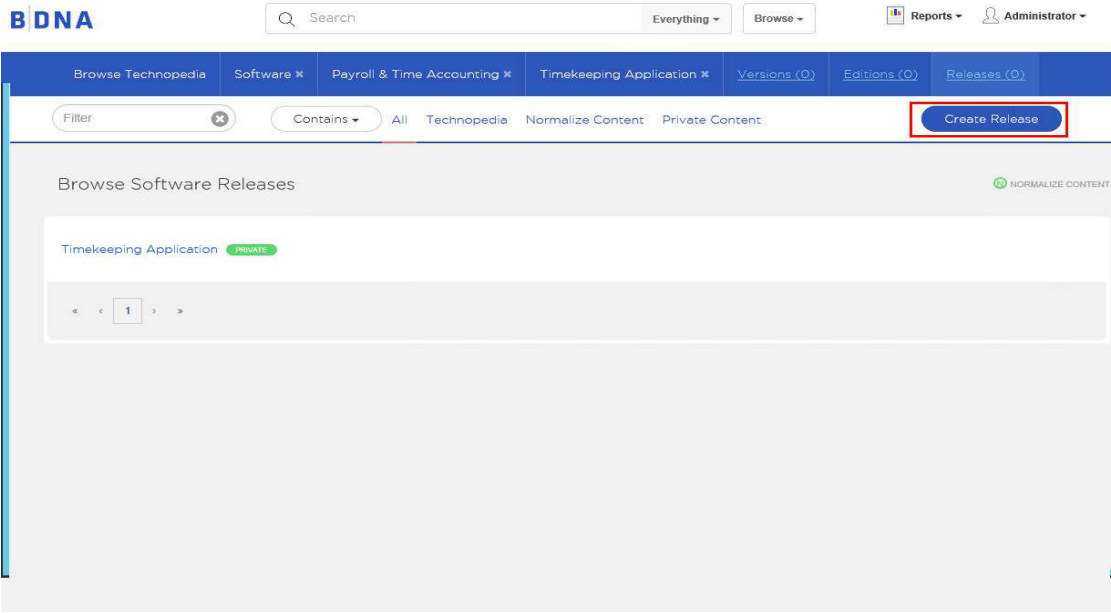 BDNA Search Everything Browse Reports Administrator
Browse Technopedia Software × Payroll & Time Accounting × Timekeeping Application × Versions (0) Editions (0) Releases (0)
Filter Contains All Technopedia Normalize Content Private Content Create Release
Browse Software Releases N NORMALIZE CONTENT
Timekeeping Application PRIVATE
« ‹ 1 › »